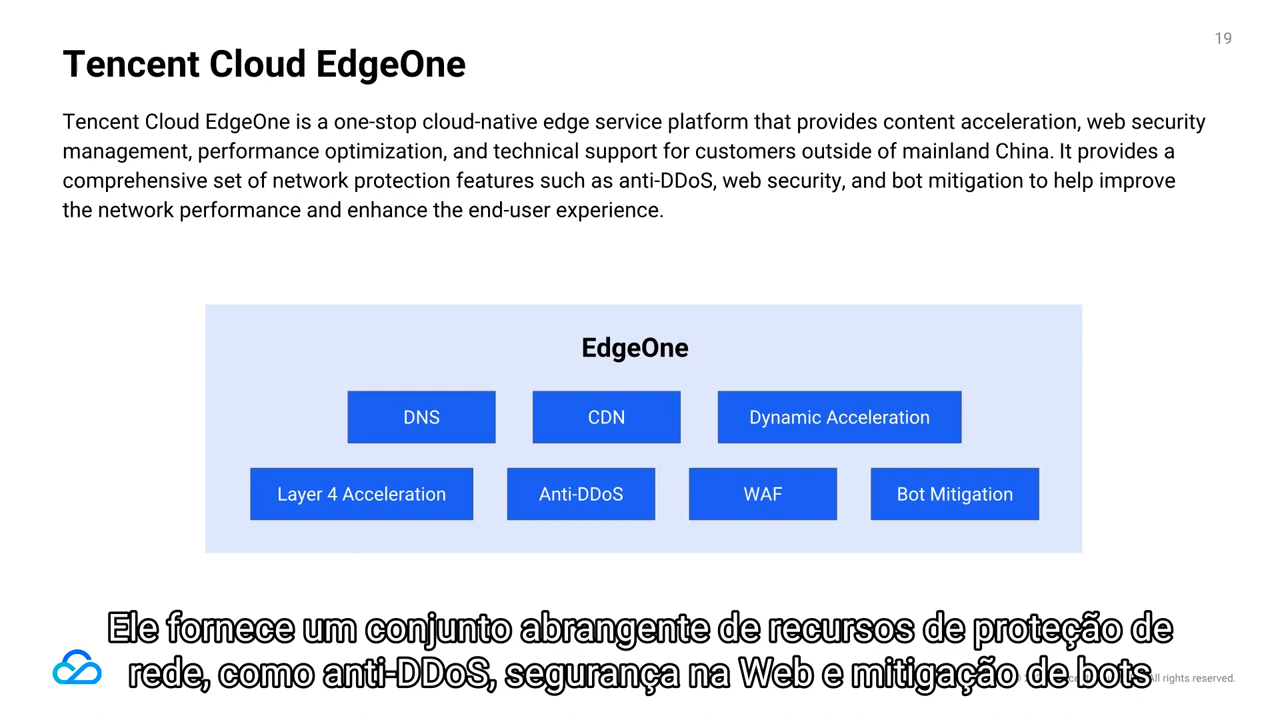 19
Tencent Cloud EdgeOne
Tencent Cloud EdgeOne is a one-stop cloud-native edge service platform that provides content acceleration, web security
management, performance optimization, and technical support for customers outside of mainland China. It provides a
comprehensive set of network protection features such as anti-DDoS, web security, and bot mitigation to help improve
the network performance and enhance the end-user experience.
EdgeOne
DNS
CDN
Dynamic Acceleration
Layer 4 Acceleration
Anti-DDoS
WAF
Bot Mitigation
Ele fornece um conjunto abrangente de recursos de proteção de
rede, como anti-DDoS, segurança na Web e mitigação de bots
All rights reserved.